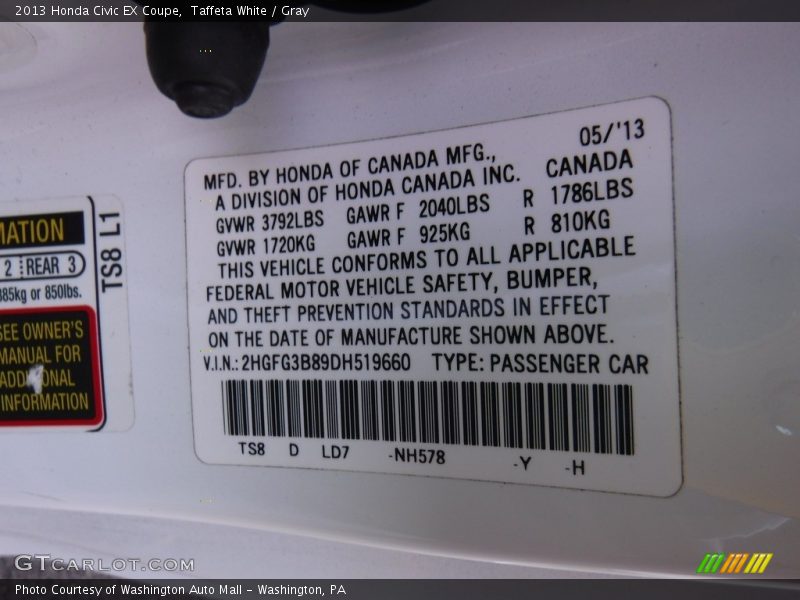 2013 Honda Civic EX Coupe, Taffeta White / Gray
05/'13
MFD. BY HONDA OF CANADA MFG.,
A DIVISION OF HONDA CANADA INC. CANADA
GVWR 3792LBS GAWR F 2040LBS R 1786LBS
GVWR 1720KG GAWR F 925KG R 810KG
THIS VEHICLE CONFORMS TO ALL APPLICABLE
FEDERAL MOTOR VEHICLE SAFETY, BUMPER,
AND THEFT PREVENTION STANDARDS IN EFFECT
ON THE DATE OF MANUFACTURE SHOWN ABOVE.
V.I.N.: 2HGFG3B89DH519660 TYPE: PASSENGER CAR
TS8 D LD7 -NH578 -Y -H
MATION
2 REAR 3
385kg or 850lbs.
SEE OWNER'S
MANUAL FOR
ADDITIONAL
INFORMATION
TS8 L1
GTCARLOT.COM
Photo Courtesy of Washington Auto Mall - Washington, PA